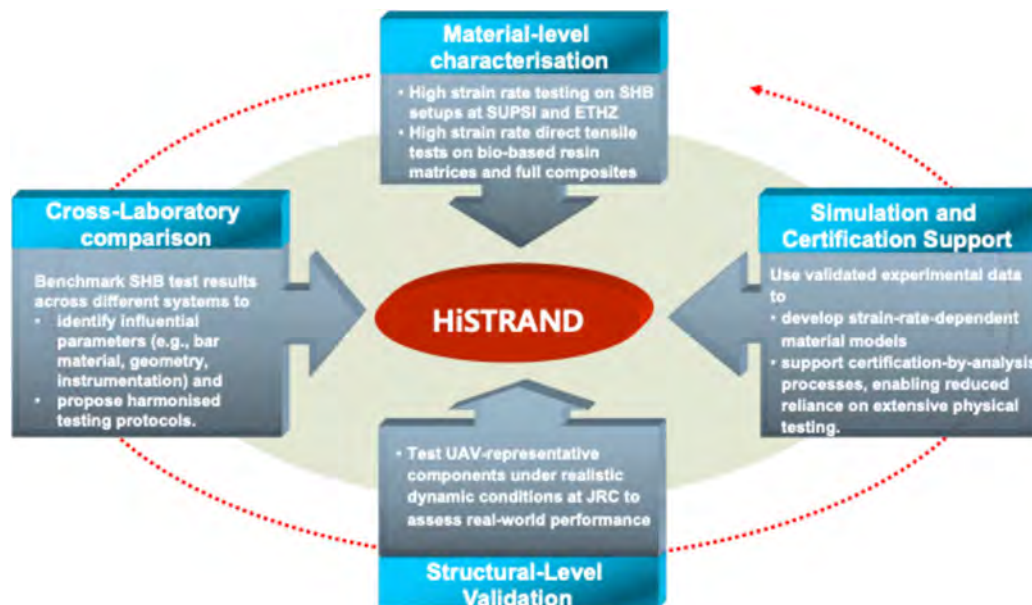 Material-level
characterisation
• High strain rate testing on SHB
setups at SUPSI and ETHZ
• High strain rate direct tensile
tests on bio-based resin
matrices and full composites
Cross-Laboratory
comparison
Benchmark SHB test results
across different systems to
• identify influential
parameters (e.g., bar
material, geometry,
instrumentation) and
• propose harmonised
testing protocols.
HiSTRAND
Simulation and
Certification Support
Use validated experimental data
to
• develop strain-rate-dependent
material models
• support certification-by-analysis
processes, enabling reduced
reliance on extensive physical
testing.
• Test UAV-representative
components under realistic
dynamic conditions at JRC to
assess real-world performance
Structural-Level
Validation